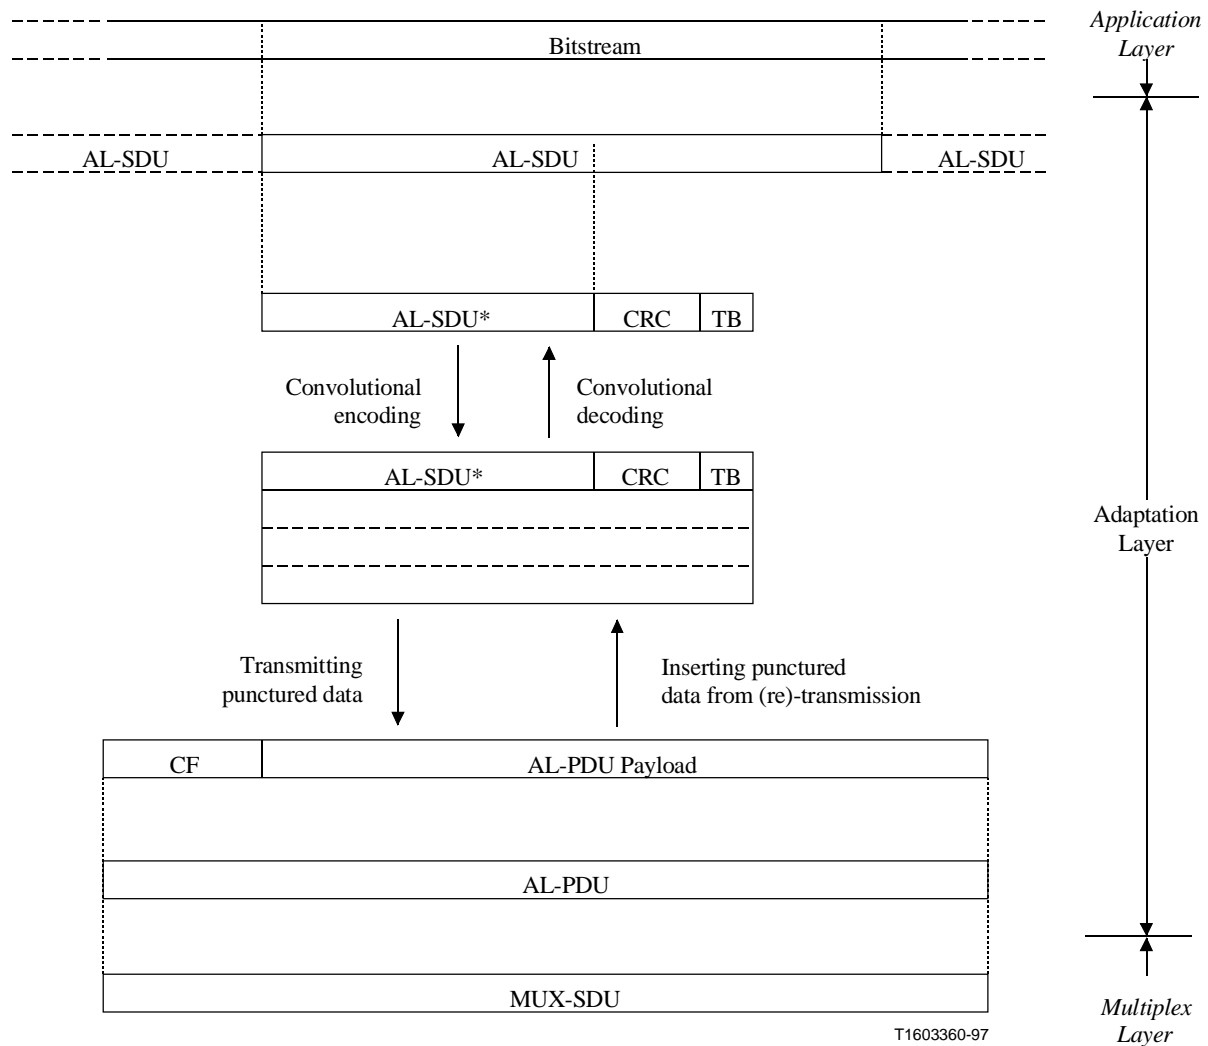 Application
Layer
Bitstream
AL-SDU
AL-SDU
AL-SDU
AL-SDU*
CRC
TB
Convolutional
encoding
Convolutional
decoding
AL-SDU*
CRC
TB
Adaptation
Layer
Transmitting
punctured data
Inserting punctured
data from (re)-transmission
CF
AL-PDU Payload
AL-PDU
MUX-SDU
Multiplex
Layer
T1603360-97